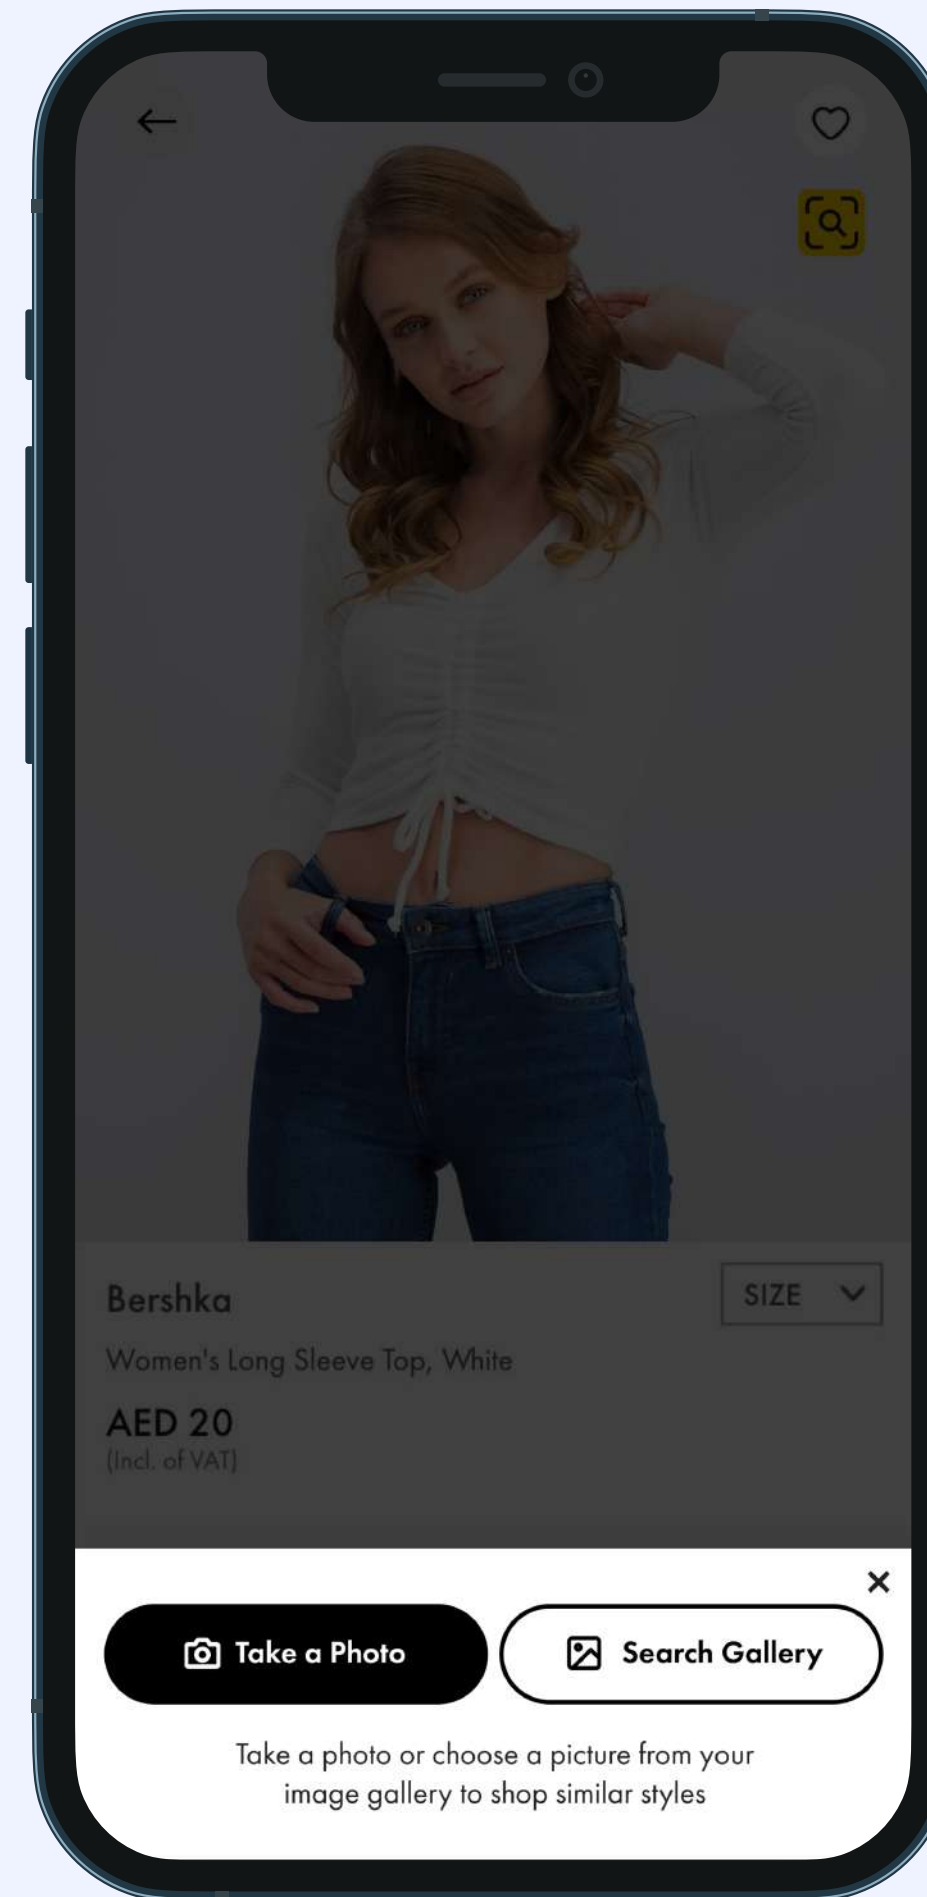 Bershka
SIZE
Women's Long Sleeve Top, White
AED 20
(Incl. of VAT)
Take a Photo
Search Gallery
Take a photo or choose a picture from your
image gallery to shop similar styles